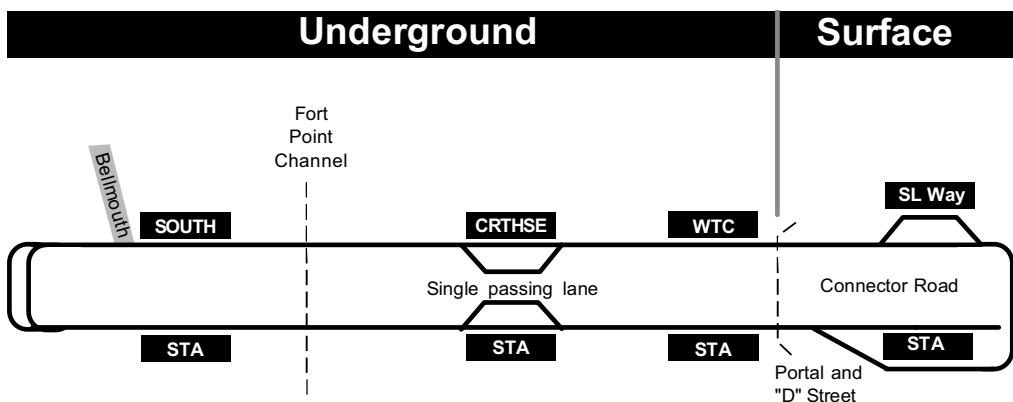 Underground
Surface
Fort
Point
Channel
Bellmouth
SOUTH
CRTHSE
WTC
SL Way
Single passing lane
Connector Road
STA
STA
STA
STA
Portal and
"D" Street